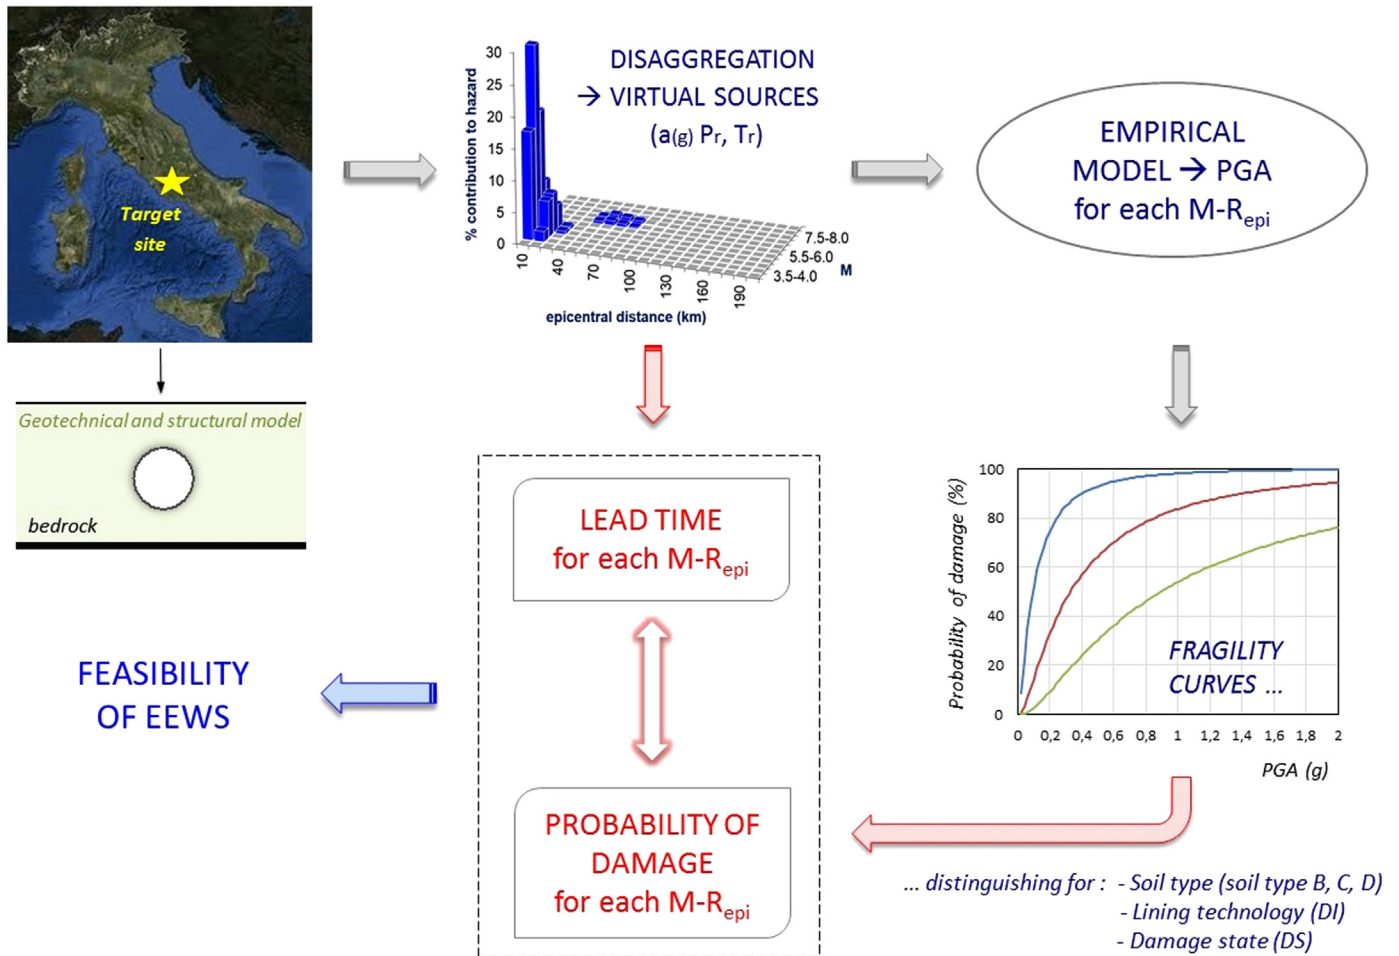 Target
site
Geotechnical and structural model
bedrock
DISAGGREGATION
→ VIRTUAL SOURCES
(a(g) Pr, Tr)
% contribution to hazard
30
25
20
15
10
5
0
10
40
70
100
130
160
190
7.5-8.0
5.5-6.0
3.5-4.0
M
epicentral distance (km)
EMPIRICAL
MODEL → PGA
for each M-Repi
LEAD TIME
for each M-Repi
PROBABILITY OF
DAMAGE
for each M-Repi
FEASIBILITY
OF EEWS
Probability of damage (%)
100
80
60
40
20
0
0 0,2 0,4 0,6 0,8 1 1,2 1,4 1,6 1,8 2
PGA (g)
FRAGILITY
CURVES ...
... distinguishing for : - Soil type (soil type B, C, D)
- Lining technology (DI)
- Damage state (DS)